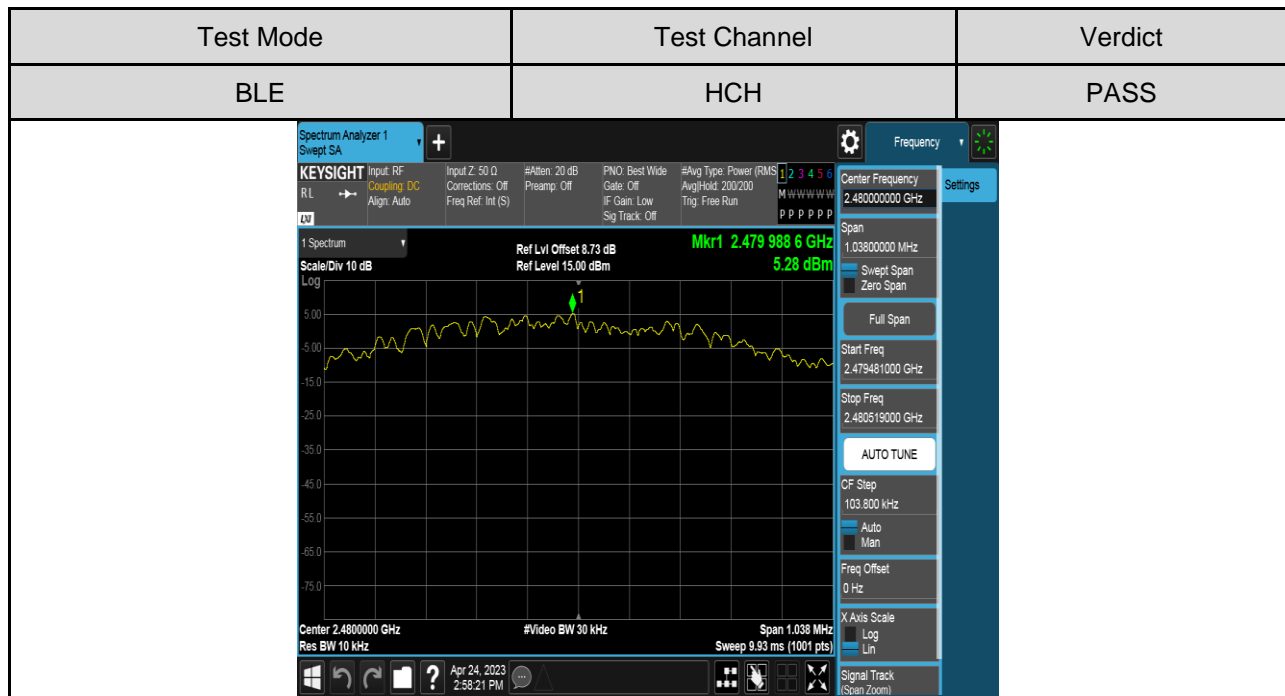 Test Mode Test Channel Verdict
BLE HCH PASS
Spectrum Analyzer 1
Swept SA
+
Frequency
KEYSIGHT Input: RF Input Z: 50 Ω #Atten: 20 dB PNO: Best Wide #Avg Type: Power (RMS 1 2 3 4 5 6
RL Coupling: DC Corrections: Off Preamp: Off Gate: Off Avg|Hold: 200/200 M W W W W W
Align: Auto Freq Ref: Int (S) IF Gain: Low Trig: Free Run
LXI Sig Track: Off P P P P P P
1 Spectrum
Ref Lvl Offset 8.73 dB Mkr1 2.479 988 6 GHz
Scale/Div 10 dB Ref Level 15.00 dBm 5.28 dBm
Log
1
5.00
-5.00
-15.0
-25.0
-35.0
-45.0
-55.0
-65.0
-75.0
Center 2.4800000 GHz #Video BW 30 kHz Span 1.038 MHz
Res BW 10 kHz Sweep 9.93 ms (1001 pts)
? Apr 24, 2023
2:58:21 PM
Center Frequency
2.480000000 GHz
Settings
Span
1.03800000 MHz
Swept Span
Zero Span
Full Span
Start Freq
2.479481000 GHz
Stop Freq
2.480519000 GHz
AUTO TUNE
CF Step
103.800 kHz
Auto
Man
Freq Offset
0 Hz
X Axis Scale
Log
Lin
Signal Track
(Span Zoom)